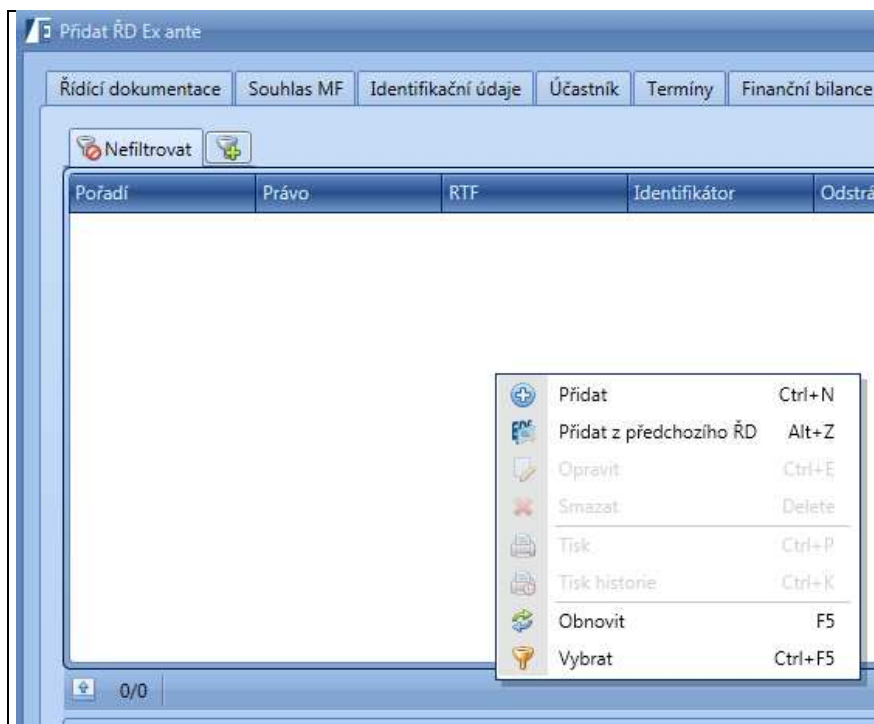 Přidat ŘD Ex ante
Řídící dokumentace Souhlas MF Identifikační údaje Účastník Termíny Finanční bilance
Nefiltrovat
Pořadí Právo RTF Identifikátor Odstrá
Přidat Ctrl+N
Přidat z předchozího ŘD Alt+Z
Opravit Ctrl+E
Smazat Delete
Tisk Ctrl+P
Tisk historie Ctrl+K
Obnovit F5
Vybrat Ctrl+F5
0/0